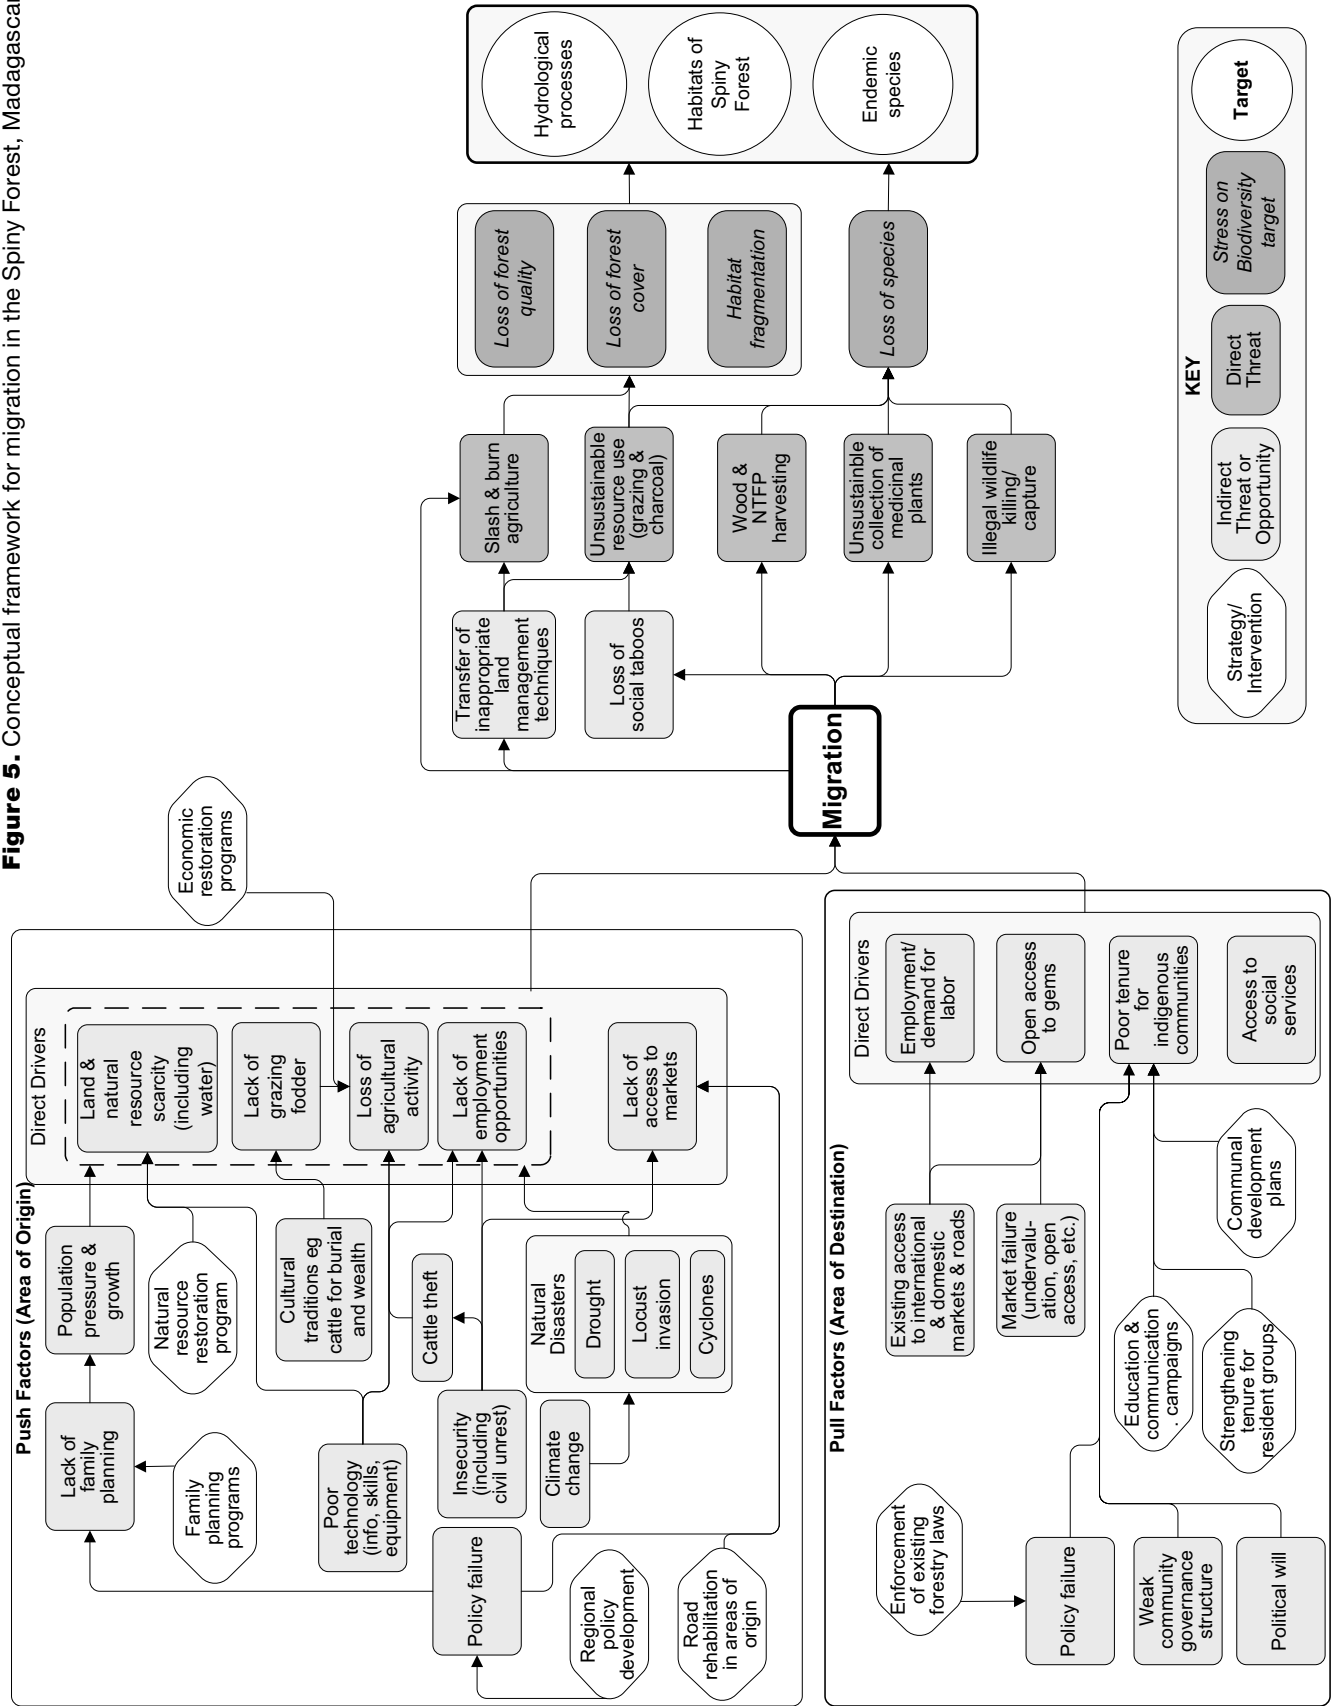 Figure 5. Conceptual framework for migration in the Spiny Forest, Madagascar
Push Factors (Area of Origin)
Lack of
family
planning
Population
pressure &
growth
Family
planning
programs
Natural
resource
restoration
program
Poor
technology
(info, skills,
equipment)
Cultural
traditions eg
cattle for burial
and wealth
Cattle theft
Insecurity
(including
civil unrest)
Climate
change
Natural
Disasters
Drought
Locust
invasion
Cyclones
Policy failure
Regional
policy
development
Road
rehabilitation
in areas of
origin
Direct Drivers
Land &
natural
resource
scarcity
(including
water)
Lack of
grazing
fodder
Loss of
agricultural
activity
Lack of
employment
opportunities
Lack of
access to
markets
Economic
restoration
programs
Pull Factors (Area of Destination)
Enforcement
of existing
forestry laws
Policy failure
Weak
community
governance
structure
Political will
Existing access
to international
& domestic
markets & roads
Market failure
(undervalu-
ation, open
access, etc.)
Education &
communication
. campaigns
Strengthening
tenure for
resident groups
Communal
development
plans
Direct Drivers
Employment/
demand for
labor
Open access
to gems
Poor tenure
for
indigenous
communities
Access to
social
services
Migration
Transfer of
inappropriate
land
management
techniques
Loss of
social taboos
Slash & burn
agriculture
Unsustainable
resource use
(grazing &
charcoal)
Wood &
NTFP
harvesting
Unsustainble
collection of
medicinal
plants
Illegal wildlife
killing/
capture
Loss of forest
quality
Loss of forest
cover
Habitat
fragmentation
Loss of species
Hydrological
processes
Habitats of
Spiny
Forest
Endemic
species
KEY
Strategy/
Intervention
Indirect
Threat or
Opportunity
Direct
Threat
Stress on
Biodiversity
target
Target